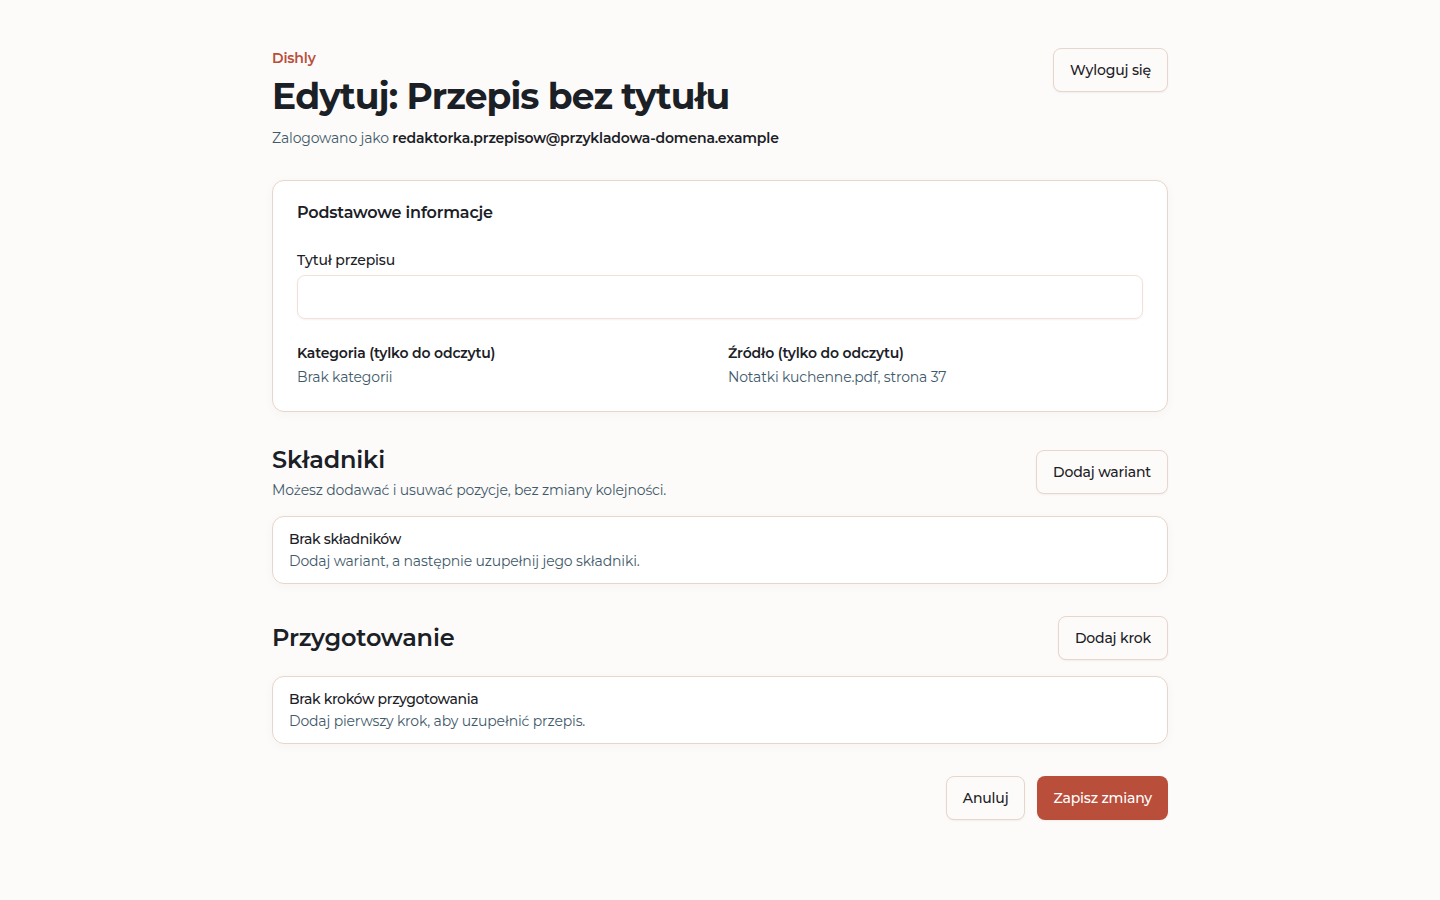 Dishly
Wyloguj się
Edytuj: Przepis bez tytułu
Zalogowano jako redaktorka.przepisow@przykladowa-domena.example
Podstawowe informacje
Tytuł przepisu
Kategoria (tylko do odczytu)
Brak kategorii
Źródło (tylko do odczytu)
Notatki kuchenne.pdf, strona 37
Składniki
Możesz dodawać i usuwać pozycje, bez zmiany kolejności.
Dodaj wariant
Brak składników
Dodaj wariant, a następnie uzupełnij jego składniki.
Przygotowanie
Dodaj krok
Brak kroków przygotowania
Dodaj pierwszy krok, aby uzupełnić przepis.
Anuluj
Zapisz zmiany